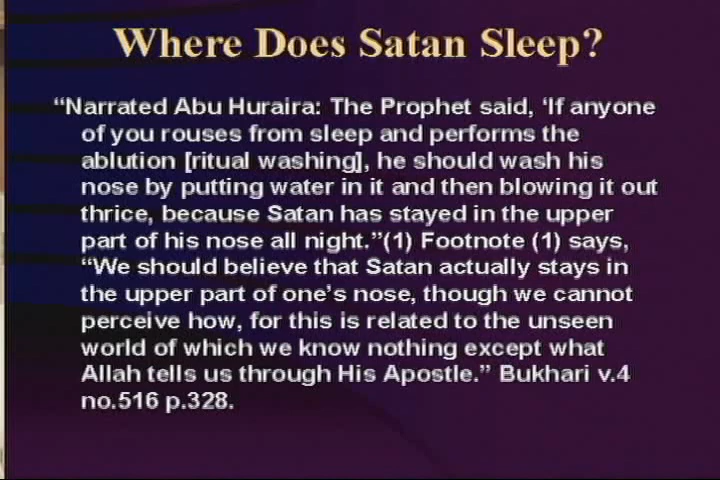 Where Does Satan Sleep?
“Narrated Abu Huraira: The Prophet said, ‘If anyone
of you rouses from sleep and performs the
ablution [ritual washing], he should wash his
nose by putting water in it and then blowing it out
thrice, because Satan has stayed in the upper
part of his nose all night.”(1) Footnote (1) says,
“We should believe that Satan actually stays in
the upper part of one’s nose, though we cannot
perceive how, for this is related to the unseen
world of which we know nothing except what
Allah tells us through His Apostle.” Bukhari v.4
no.516 p.328.